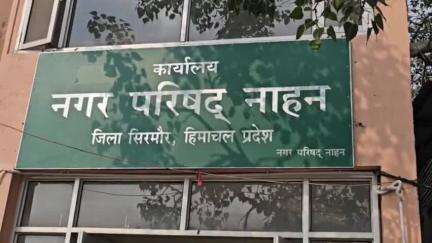 कार्यालय
नगर परिषद् नाहन
जिला सिरमौर, हिमाचल प्रदेश
नगर परिषद् नाहन